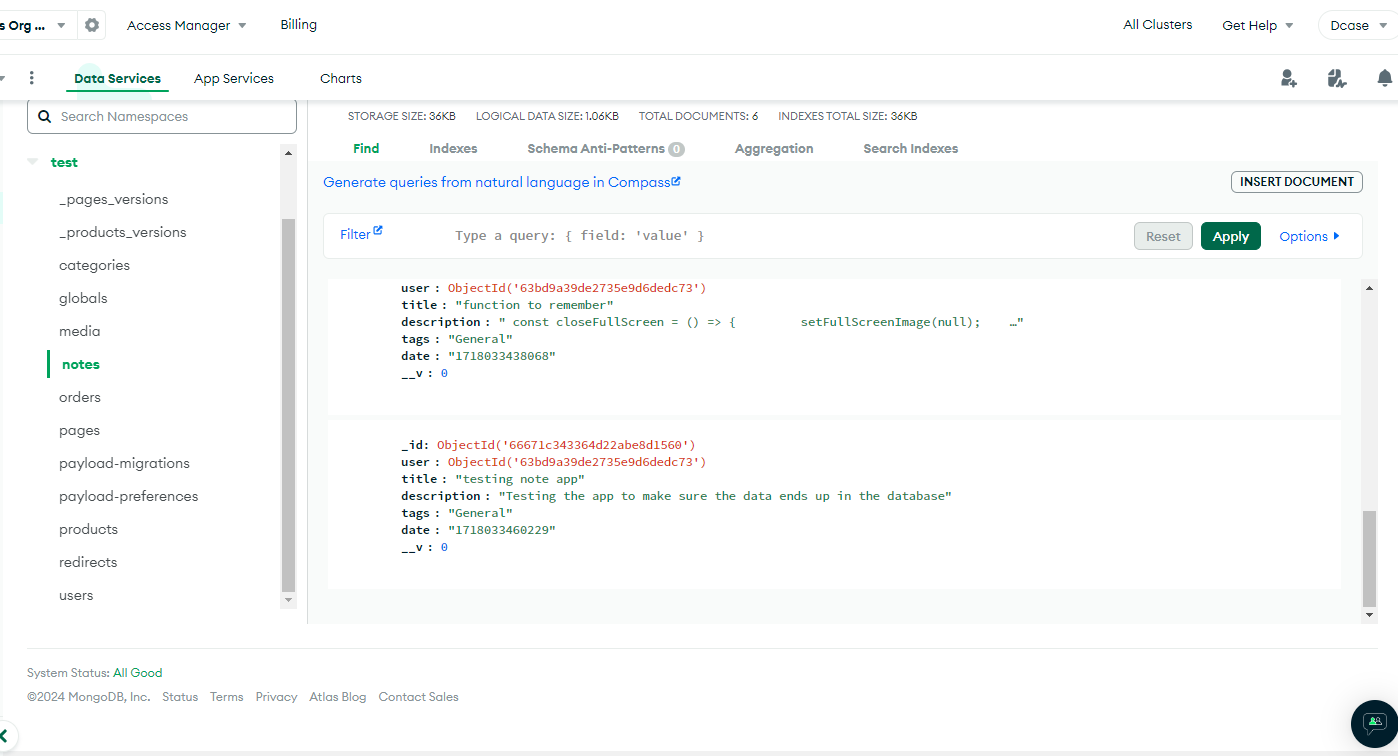 s Org ...
Access Manager
Billing
All Clusters
Get Help
Dcase
Data Services
App Services
Charts
Search Namespaces
test
_pages_versions
_products_versions
categories
globals
media
notes
orders
pages
payload-migrations
payload-preferences
products
redirects
users
STORAGE SIZE: 36KB LOGICAL DATA SIZE: 1.06KB TOTAL DOCUMENTS: 6 INDEXES TOTAL SIZE: 36KB
Find Indexes Schema Anti-Patterns 0 Aggregation Search Indexes
Generate queries from natural language in Compass
INSERT DOCUMENT
Filter
Type a query: { field: 'value' }
Reset
Apply
Options
user : ObjectId('63bd9a39de2735e9d6dedc73')
title : "function to remember"
description : " const closeFullScreen = () => { setFullScreenImage(null); …"
tags : "General"
date : "1718033438068"
__v : 0
_id: ObjectId('66671c343364d22abe8d1560')
user : ObjectId('63bd9a39de2735e9d6dedc73')
title : "testing note app"
description : "Testing the app to make sure the data ends up in the database"
tags : "General"
date : "1718033460229"
__v : 0
System Status: All Good
©2024 MongoDB, Inc. Status Terms Privacy Atlas Blog Contact Sales